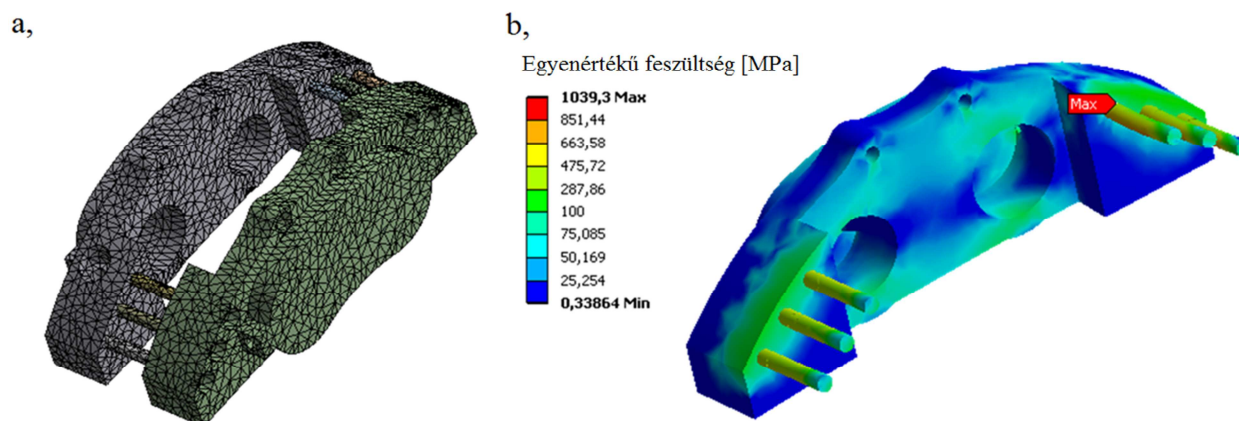 a,
b,
Egyenértékű feszültség [MPa]
1039,3 Max
851,44
663,58
475,72
287,86
100
75,085
50,169
25,254
0,33864 Min
Max